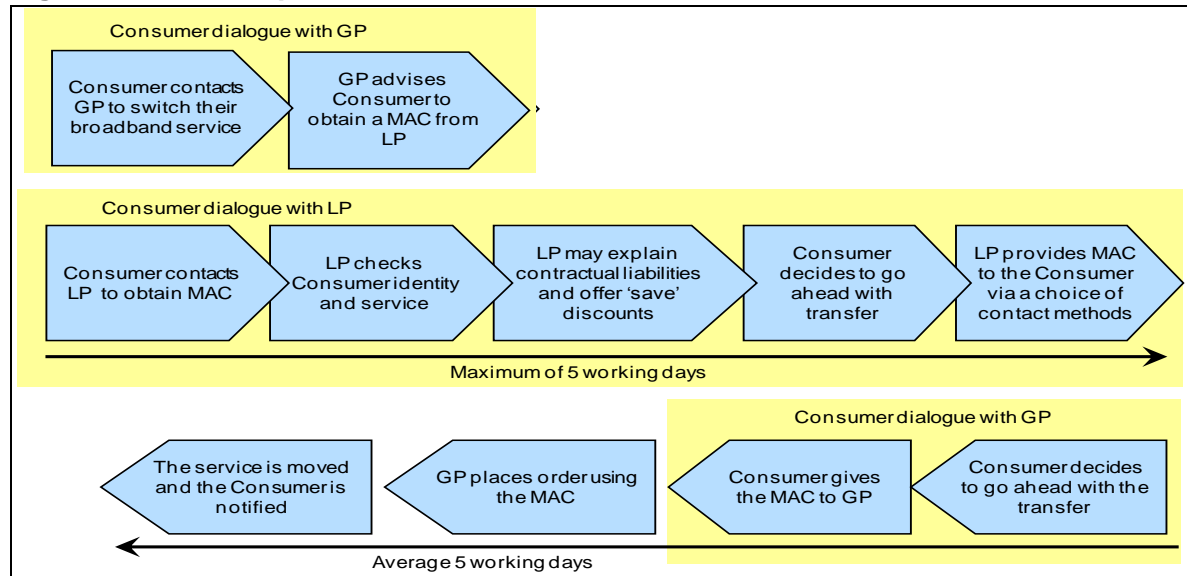 Consumer dialogue with GP
Consumer contacts
GP to switch their
broadband service
GP advises
Consumer to
obtain a MAC from
LP
Consumer dialogue with LP
Consumer contacts
LP to obtain MAC
LP checks
Consumer identity
and service
LP may explain
contractual liabilities
and offer ‘save’
discounts
Consumer
decides to go
ahead with
transfer
LP provides MAC
to the Consumer
via a choice of
contact methods
Maximum of 5 working days
Consumer dialogue with GP
The service is moved
and the Consumer is
notified
GP places order using
the MAC
Consumer gives
the MAC to GP
Consumer decides
to go ahead with the
transfer
Average 5 working days